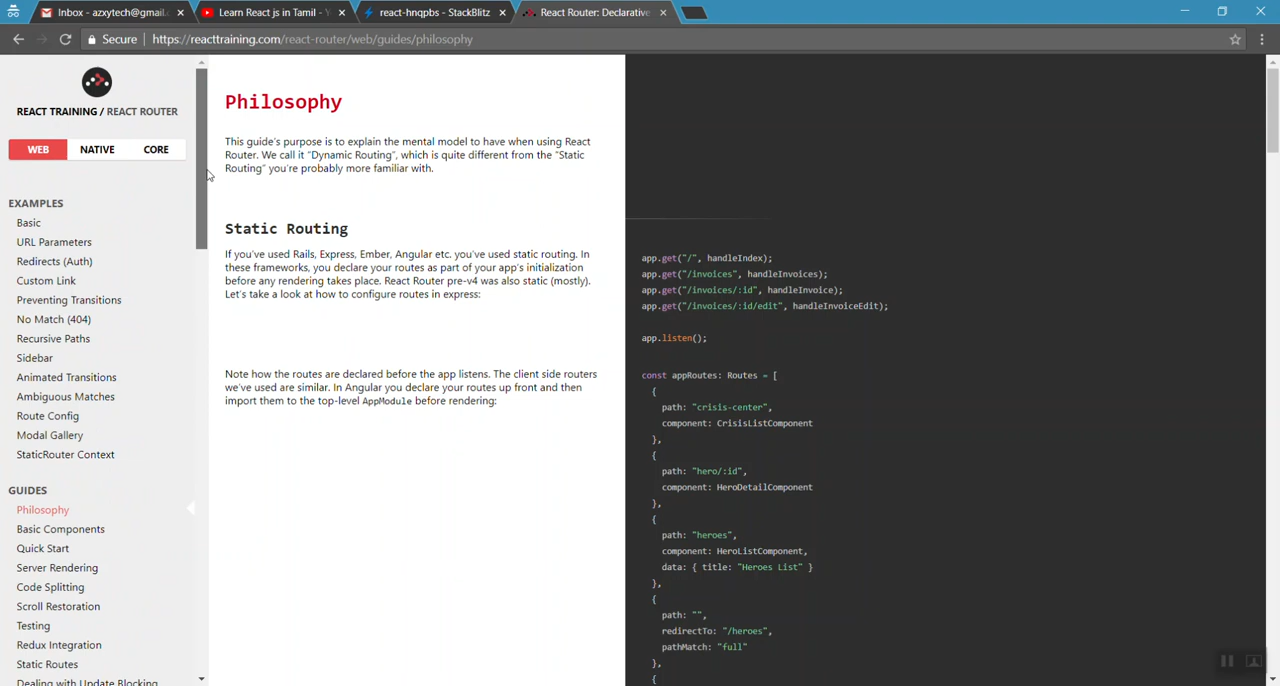 Inbox - azxytech@gmail.
Learn React js in Tamil - Y
react-hnqpbs - StackBlitz
React Router: Declarative
Secure
https://reacttraining.com/react-router/web/guides/philosophy
REACT TRAINING / REACT ROUTER
WEB
NATIVE
CORE
EXAMPLES
Basic
URL Parameters
Redirects (Auth)
Custom Link
Preventing Transitions
No Match (404)
Recursive Paths
Sidebar
Animated Transitions
Ambiguous Matches
Route Config
Modal Gallery
StaticRouter Context
GUIDES
Philosophy
Basic Components
Quick Start
Server Rendering
Code Splitting
Scroll Restoration
Testing
Redux Integration
Static Routes
Dealing with Update Blocking
Philosophy
This guide's purpose is to explain the mental model to have when using React
Router. We call it "Dynamic Routing", which is quite different from the "Static
Routing" you're probably more familiar with.
Static Routing
If you've used Rails, Express, Ember, Angular etc. you've used static routing. In
these frameworks, you declare your routes as part of your app's initialization
before any rendering takes place. React Router pre-v4 was also static (mostly).
Let's take a look at how to configure routes in express:
Note how the routes are declared before the app listens. The client side routers
we've used are similar. In Angular you declare your routes up front and then
import them to the top-level AppModule before rendering:
app.get("/", handleIndex);
app.get("/invoices", handleInvoices);
app.get("/invoices/:id", handleInvoice);
app.get("/invoices/:id/edit", handleInvoiceEdit);
app.listen();
const appRoutes: Routes = [
{
path: "crisis-center",
component: CrisisListComponent
},
{
path: "hero/:id",
component: HeroDetailComponent
},
{
path: "heroes",
component: HeroListComponent,
data: { title: "Heroes List" }
},
{
path: "",
redirectTo: "/heroes",
pathMatch: "full"
},
{